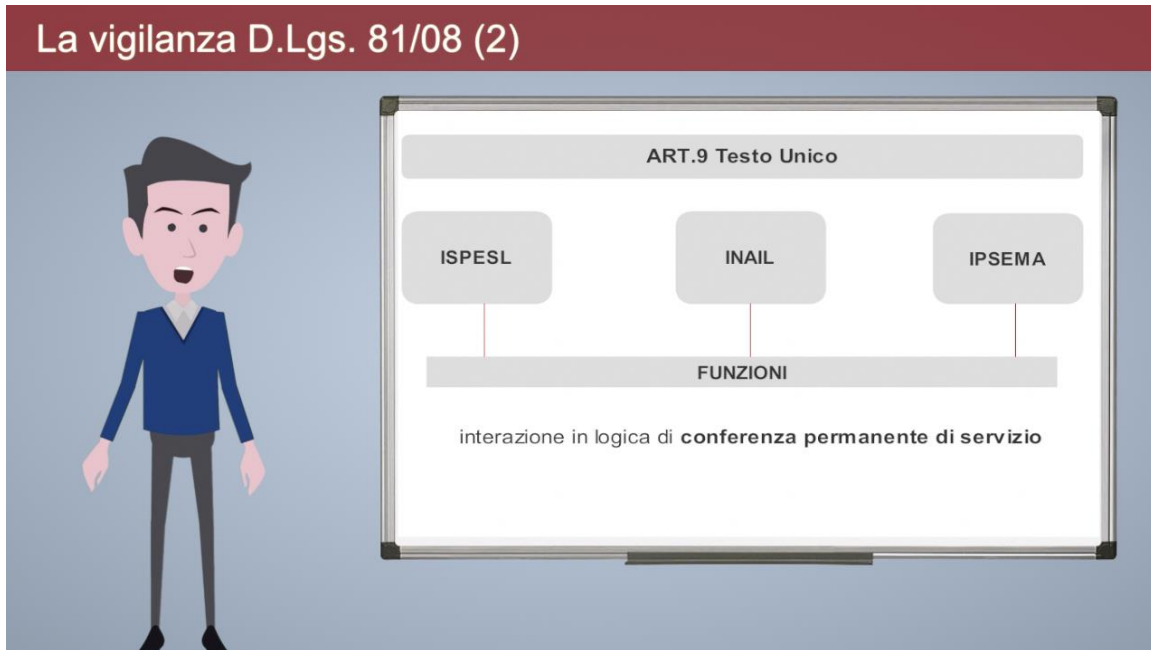 La vigilanza D.Lgs. 81/08 (2)
ART.9 Testo Unico
ISPESL
INAIL
IPSEMA
FUNZIONI
interazione in logica di conferenza permanente di servizio